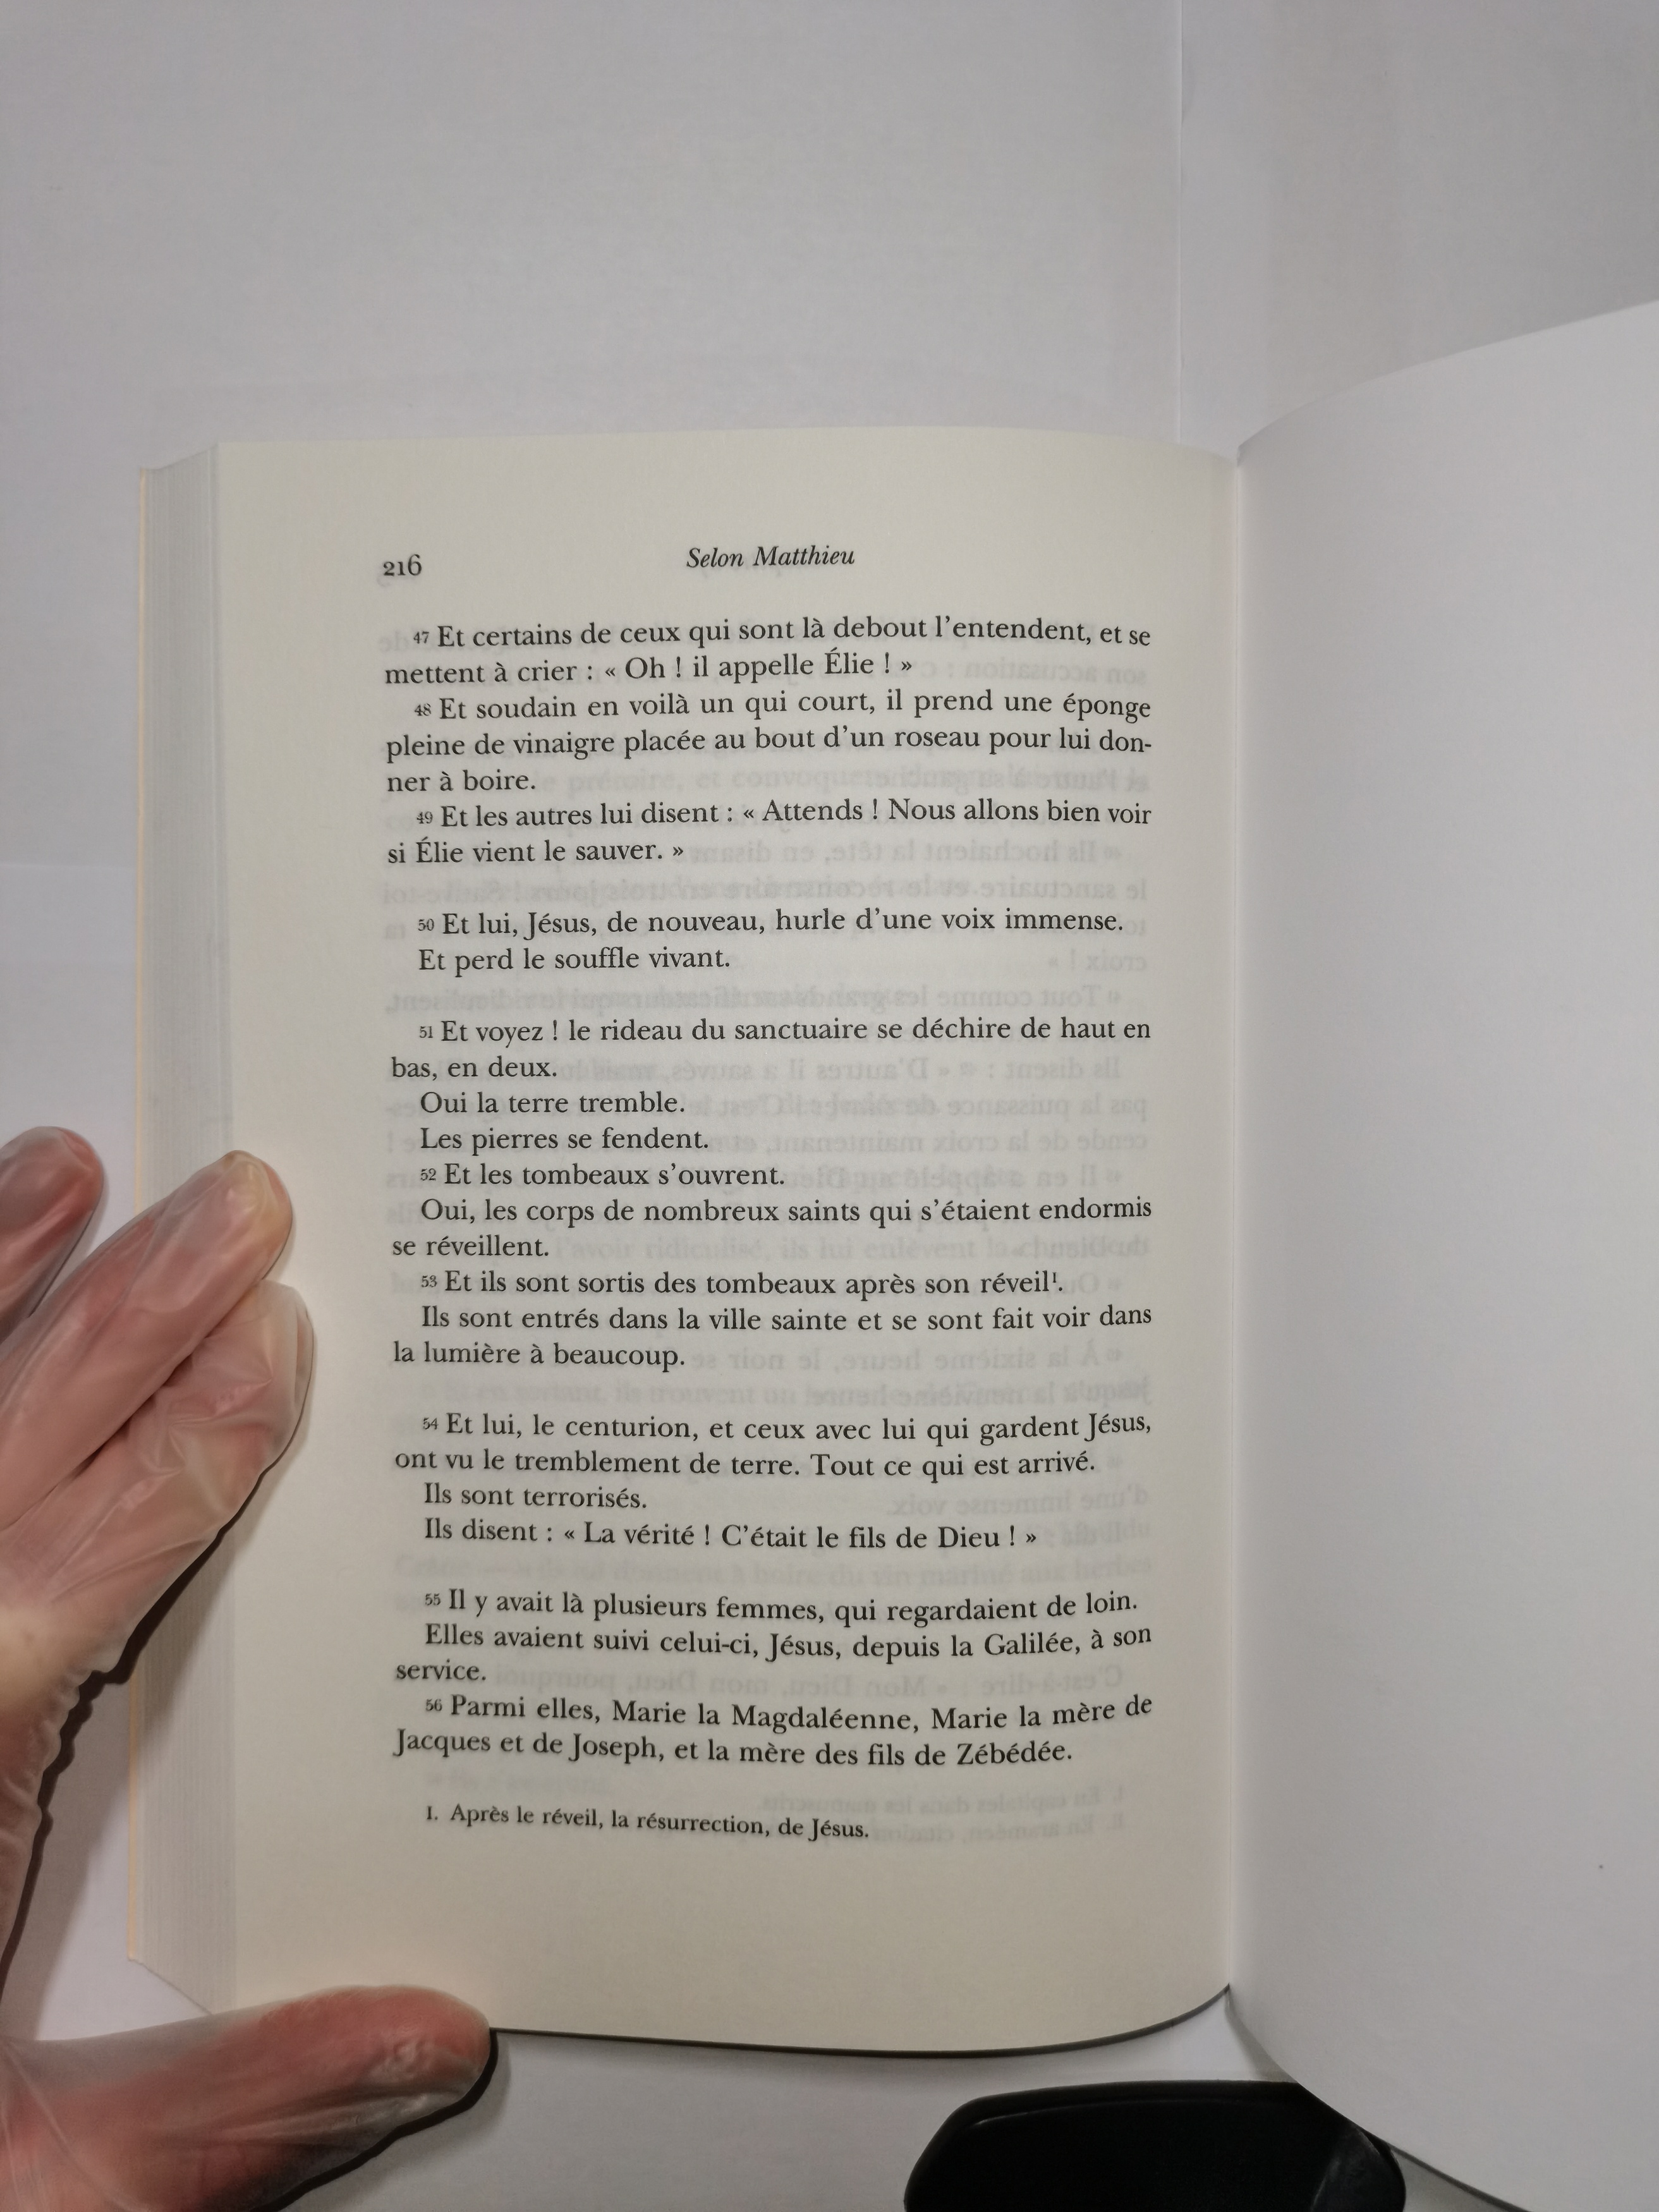 216
Selon Matthieu
47 Et certains de ceux qui sont là debout l’entendent, et se
mettent à crier : « Oh ! il appelle Élie ! »
48 Et soudain en voilà un qui court, il prend une éponge
pleine de vinaigre placée au bout d’un roseau pour lui don-
ner à boire.
49 Et les autres lui disent : « Attends ! Nous allons bien voir
si Élie vient le sauver. »
50 Et lui, Jésus, de nouveau, hurle d’une voix immense.
Et perd le souffle vivant.
51 Et voyez ! le rideau du sanctuaire se déchire de haut en
bas, en deux.
Oui la terre tremble.
Les pierres se fendent.
52 Et les tombeaux s’ouvrent.
Oui, les corps de nombreux saints qui s’étaient endormis
se réveillent.
53 Et ils sont sortis des tombeaux après son réveil¹.
Ils sont entrés dans la ville sainte et se sont fait voir dans
la lumière à beaucoup.
54 Et lui, le centurion, et ceux avec lui qui gardent Jésus,
ont vu le tremblement de terre. Tout ce qui est arrivé.
Ils sont terrorisés.
Ils disent : « La vérité ! C’était le fils de Dieu ! »
55 Il y avait là plusieurs femmes, qui regardaient de loin.
Elles avaient suivi celui-ci, Jésus, depuis la Galilée, à son
service.
56 Parmi elles, Marie la Magdaléenne, Marie la mère de
Jacques et de Joseph, et la mère des fils de Zébédée.
1. Après le réveil, la résurrection, de Jésus.